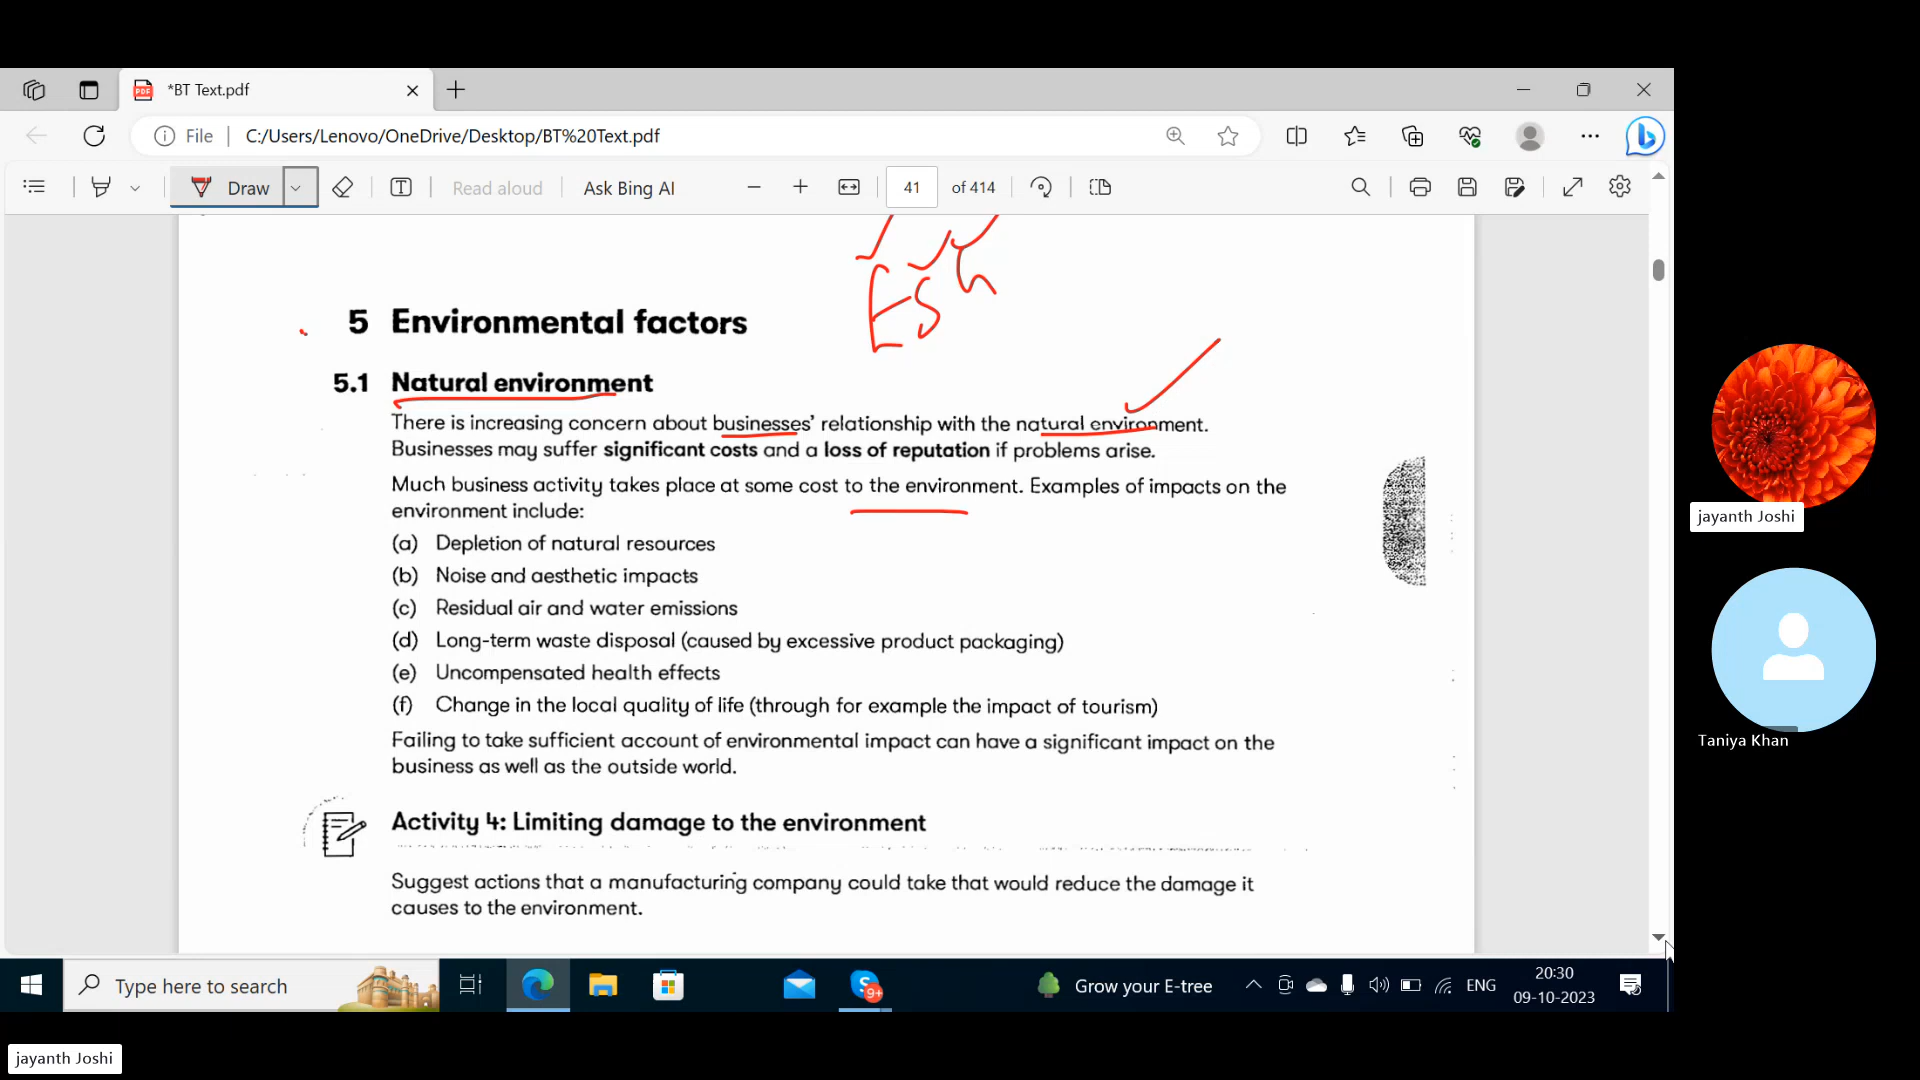 *BT Text.pdf
File
C:/Users/Lenovo/OneDrive/Desktop/BT%20Text.pdf
Draw
Read aloud
Ask Bing AI
41
of 414
ESG
5 Environmental factors
5.1 Natural environment
There is increasing concern about businesses' relationship with the natural environment.
Businesses may suffer significant costs and a loss of reputation if problems arise.
Much business activity takes place at some cost to the environment. Examples of impacts on the
environment include:
(a) Depletion of natural resources
(b) Noise and aesthetic impacts
(c) Residual air and water emissions
(d) Long-term waste disposal (caused by excessive product packaging)
(e) Uncompensated health effects
(f) Change in the local quality of life (through for example the impact of tourism)
Failing to take sufficient account of environmental impact can have a significant impact on the
business as well as the outside world.
Activity 4: Limiting damage to the environment
Suggest actions that a manufacturing company could take that would reduce the damage it
causes to the environment.
jayanth Joshi
Taniya Khan
Type here to search
9+
Grow your E-tree
ENG
20:30
09-10-2023
jayanth Joshi